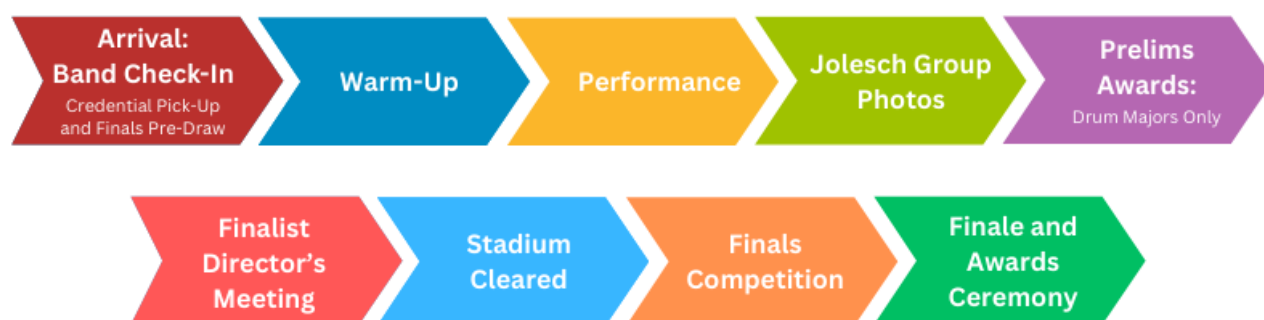 Arrival:
Band Check-In
Credential Pick-Up
and Finals Pre-Draw
Warm-Up
Performance
Jolesch Group
Photos
Prelims
Awards:
Drum Majors Only
Finalist
Director’s
Meeting
Stadium
Cleared
Finals
Competition
Finale and
Awards
Ceremony